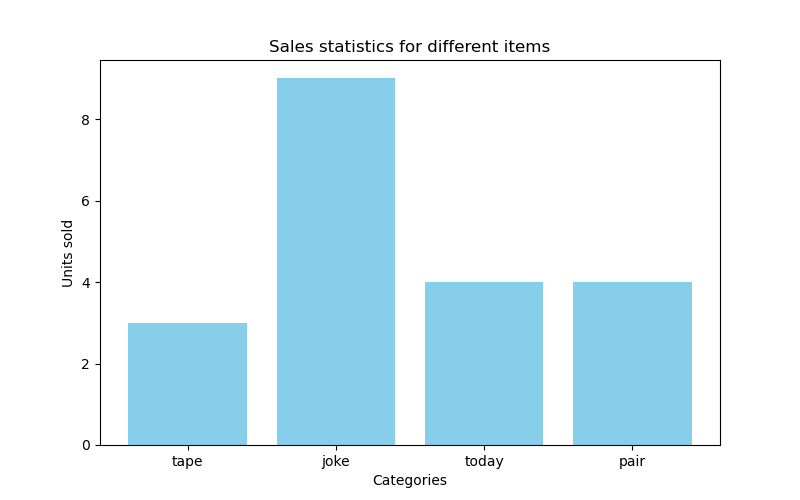 Sales statistics for different items
8
6
4
2
0
Units sold
tape joke today pair
Categories